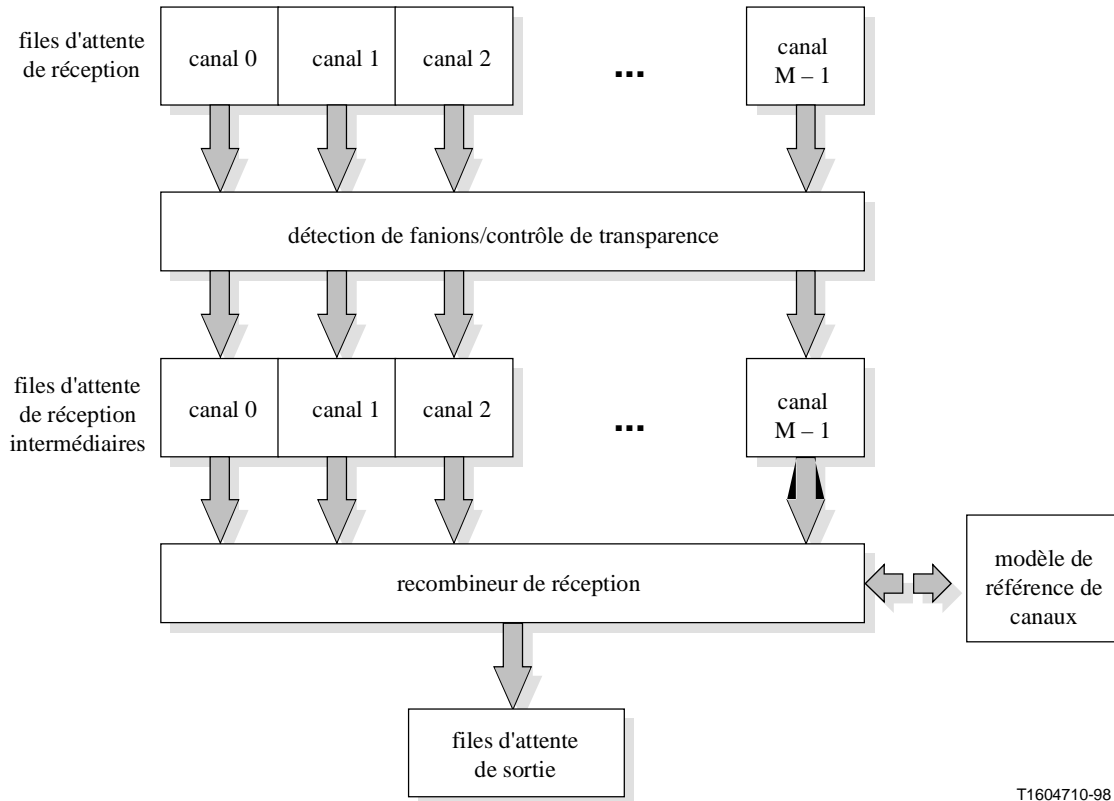 files d'attente
de réception
canal 0
canal 1
canal 2
...
canal
M – 1
détection de fanions/contrôle de transparence
files d'attente
de réception
intermédiaires
canal 0
canal 1
canal 2
...
canal
M – 1
recombineur de réception
modèle de
référence de
canaux
files d'attente
de sortie
T1604710-98